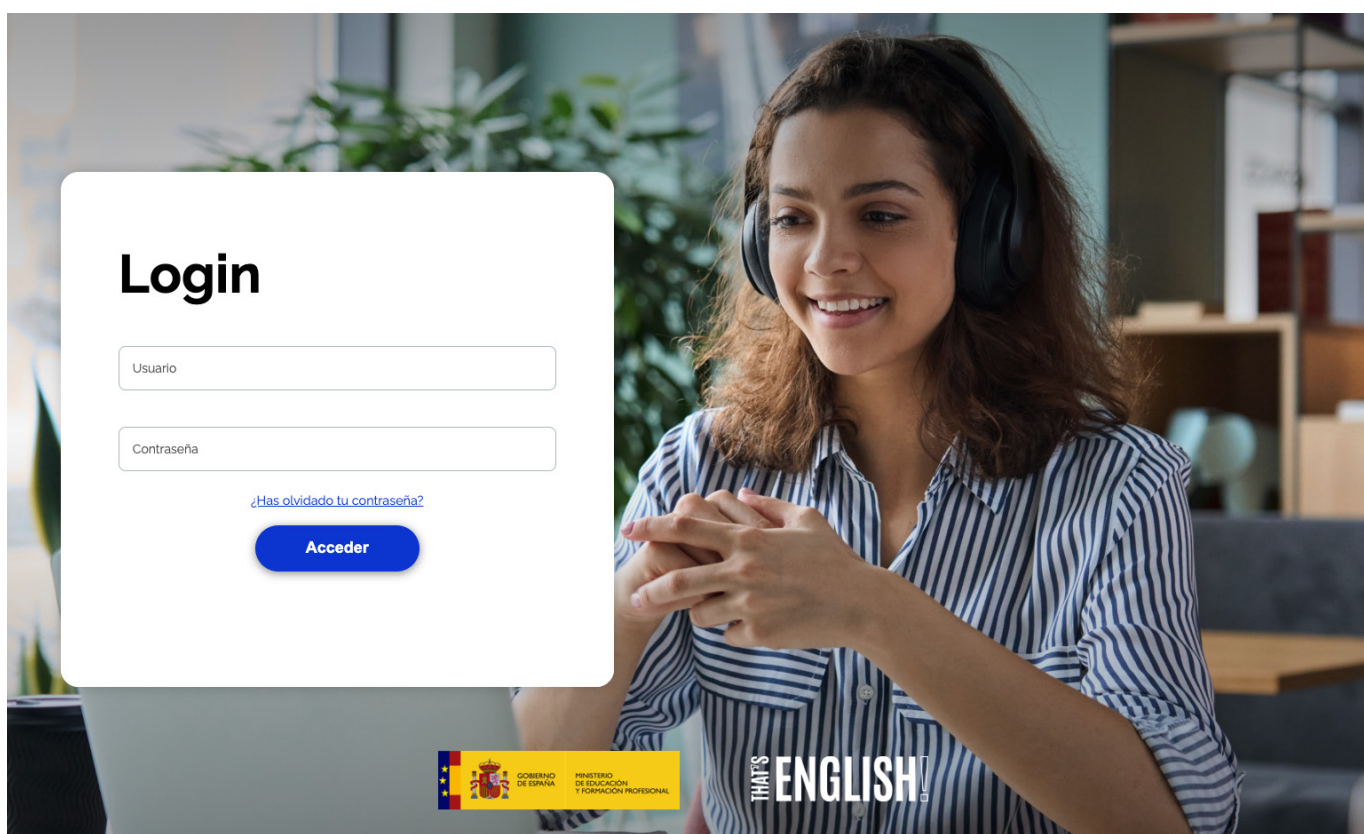 Login
Usuario
Contraseña
¿Has olvidado tu contraseña?
Acceder
GOBIERNO
DE ESPAÑA
MINISTERIO
DE EDUCACIÓN
Y FORMACIÓN PROFESIONAL
THAT'S ENGLISH!